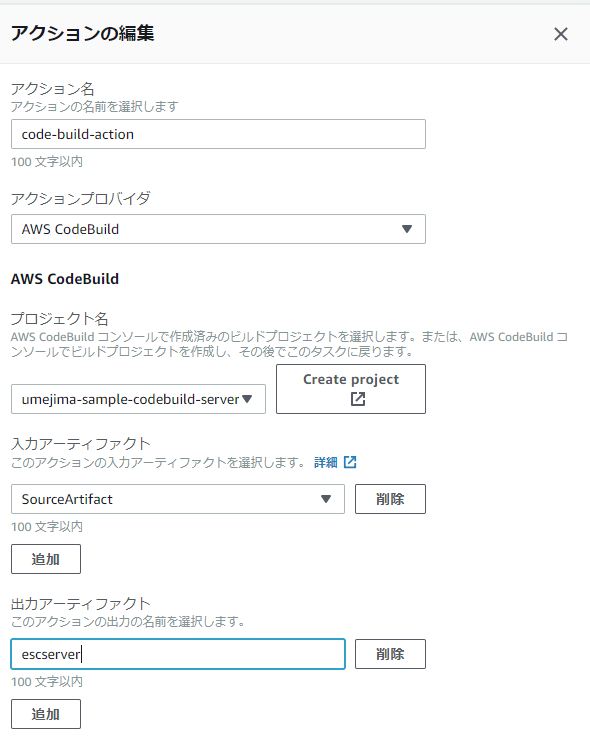 アクションの編集
アクション名
アクションの名前を選択します
code-build-action
100 文字以内
アクションプロバイダ
AWS CodeBuild
AWS CodeBuild
プロジェクト名
AWS CodeBuild コンソールで作成済みのビルドプロジェクトを選択します。または、AWS CodeBuild コ
ンソールでビルドプロジェクトを作成し、その後でこのタスクに戻ります。
umejima-sample-codebuild-server
Create project
入力アーティファクト
このアクションの入力アーティファクトを選択します。 詳細
SourceArtifact
削除
100 文字以内
追加
出力アーティファクト
このアクションの出力の名前を選択します。
escserver
削除
100 文字以内
追加